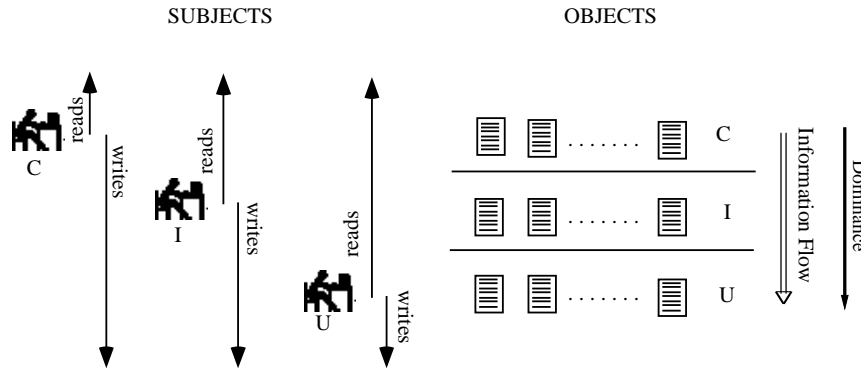 SUBJECTS
OBJECTS
reads
writes
C
reads
writes
I
reads
writes
U
C
I
U
Information Flow
Dominance